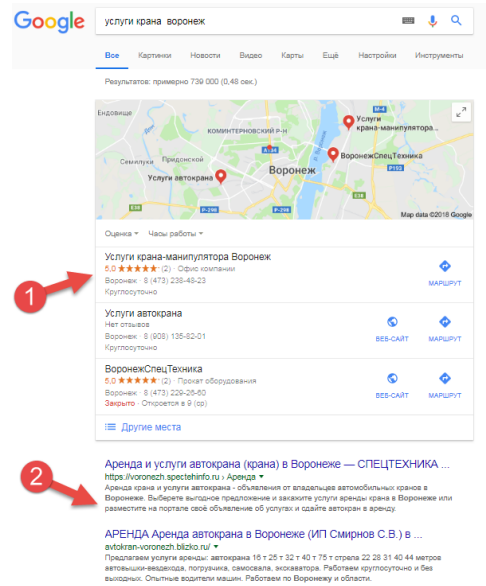 Google
услуги крана воронеж
Все Картинки Новости Видео Карты Ещё Настройки Инструменты
Результатов: примерно 739 000 (0,48 сек.)
Ендовище
КОМИНТЕРНОВСКИЙ Р-Н
M-4
Услуги
крана-манипулятора...
A144
Семилуки
Придонской
ВоронежСпецТехника
Воронеж
P193
Услуги автокрана
E38
P-298
P-298
E38
Map data ©2018 Google
Оценка Часы работы
Услуги крана-манипулятора Воронеж
5,0 ★★★★★ (2) · Офис компании
Воронеж · 8 (473) 238-48-23
Круглосуточно
МАРШРУТ
1
Услуги автокрана
Нет отзывов
Воронеж · 8 (908) 135-82-01
Круглосуточно
ВЕБ-САЙТ МАРШРУТ
ВоронежСпецТехника
5,0 ★★★★★ (2) · Прокат оборудования
Воронеж · 8 (473) 229-26-60
Закрыто · Откроется в 9 (ср)
ВЕБ-САЙТ МАРШРУТ
Другие места
2
Аренда и услуги автокрана (крана) в Воронеже — СПЕЦТЕХНИКА ...
https://voronezh.spectehinfo.ru › Аренда
Аренда крана и услуги автокрана - объявления от владельцев автомобильных кранов в
Воронеже. Выберете выгодное предложение и закажите услуги аренды крана в Воронеже или
разместите на портале своё объявление об услугах и сдайте автокран в аренду.
АРЕНДА Аренда автокрана в Воронеже (ИП Смирнов С.В.) в ...
avtokran-voronezh.blizko.ru/
Предлагаем услуги аренды: автокрана 16 т 25 т 32 т 40 т 75 т стрела 22 28 31 40 44 метров
автовышки-вездехода, погрузчика, самосвала, экскаватора. Работаем круглосуточно и без
выходных. Опытные водители машин. Работаем по Воронежу и области.